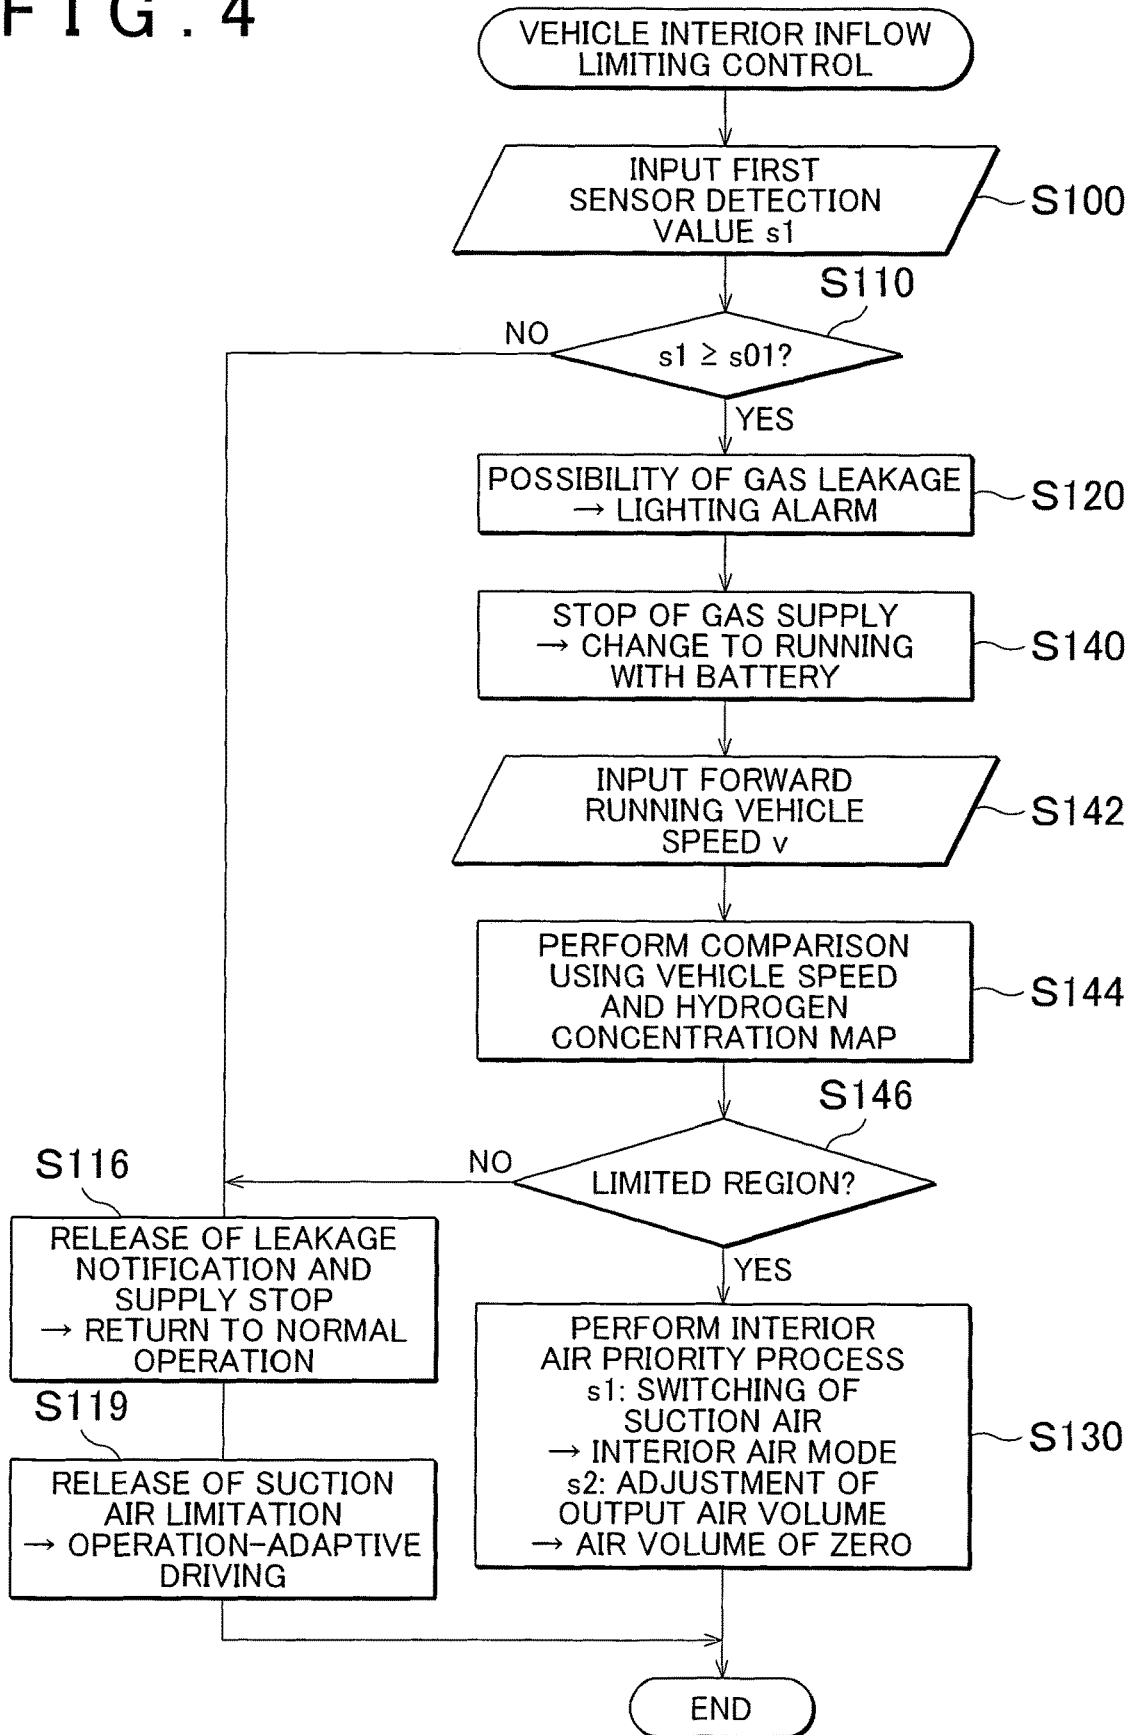 FIG.4
VEHICLE INTERIOR INFLOW
LIMITING CONTROL
INPUT FIRST
SENSOR DETECTION
VALUE s1
S100
S110
s1 ≥ s01?
NO
YES
POSSIBILITY OF GAS LEAKAGE
→ LIGHTING ALARM
S120
STOP OF GAS SUPPLY
→ CHANGE TO RUNNING
WITH BATTERY
S140
INPUT FORWARD
RUNNING VEHICLE
SPEED v
S142
PERFORM COMPARISON
USING VEHICLE SPEED
AND HYDROGEN
CONCENTRATION MAP
S144
S146
LIMITED REGION?
NO
YES
S116
RELEASE OF LEAKAGE
NOTIFICATION AND
SUPPLY STOP
→ RETURN TO NORMAL
OPERATION
S119
RELEASE OF SUCTION
AIR LIMITATION
→ OPERATION-ADAPTIVE
DRIVING
PERFORM INTERIOR
AIR PRIORITY PROCESS
s1: SWITCHING OF
SUCTION AIR
→ INTERIOR AIR MODE
s2: ADJUSTMENT OF
OUTPUT AIR VOLUME
→ AIR VOLUME OF ZERO
S130
END